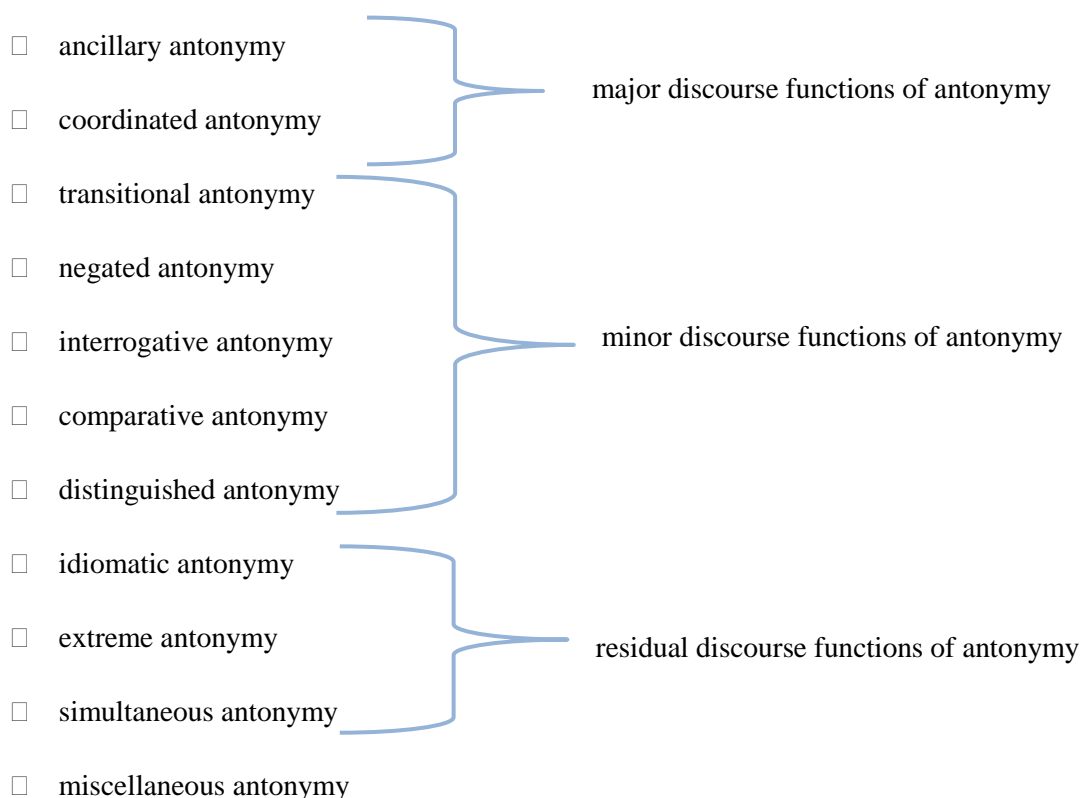 ancillary antonymy
major discourse functions of antonymy
coordinated antonymy
transitional antonymy
negated antonymy
interrogative antonymy
minor discourse functions of antonymy
comparative antonymy
distinguished antonymy
idiomatic antonymy
extreme antonymy
residual discourse functions of antonymy
simultaneous antonymy
miscellaneous antonymy